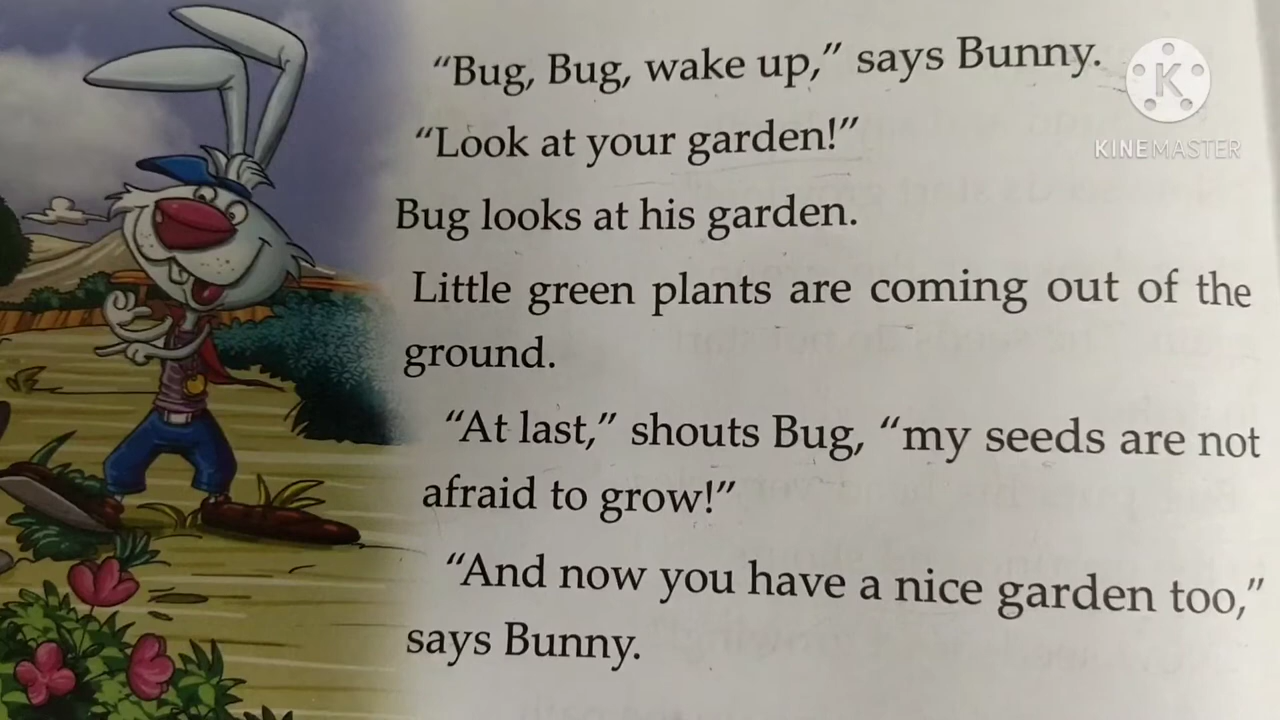 “Bug, Bug, wake up,” says Bunny.
“Look at your garden!”
Bug looks at his garden.
Little green plants are coming out of the
ground.
“At last,” shouts Bug, “my seeds are not
afraid to grow!”
“And now you have a nice garden too,”
says Bunny.
K
KINEMASTER